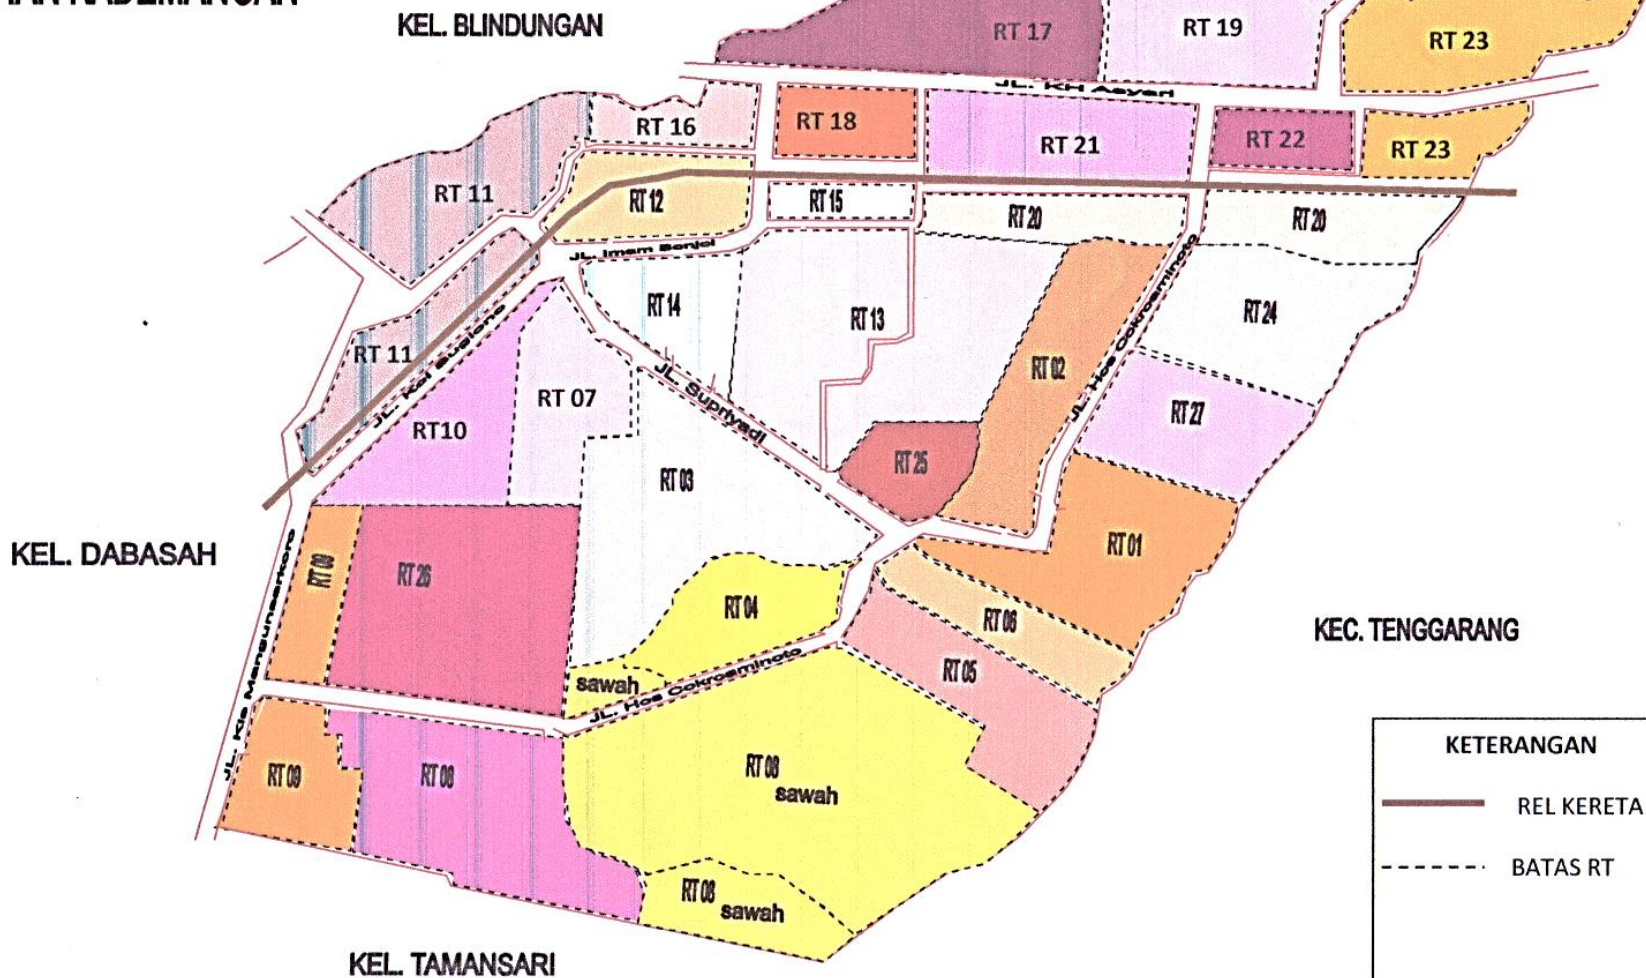 KEL. BLINDUNGAN
RT 17
RT 19
RT 23
JL. KH Asyari
RT 16
RT 18
RT 21
RT 22
RT 23
RT 11
RT 12
RT 15
RT 20
RT 20
JL. Imam Bonjol
RT 14
RT 13
RT 24
RT 11
JL. Kol Sugiono
RT 02
JL. Hos Cokroaminoto
RT 07
JL. Supriyadi
RT10
RT 27
RT 25
RT 03
KEL. DABASAH
RT 01
RT 09
RT 26
RT 04
RT 06
KEC. TENGGARANG
RT 05
sawah
JL. Hos Cokroaminoto
JL. Kis Mangunsarkoro
RT 09
RT 08
RT 08
sawah
RT 08
sawah
KEL. TAMANSARI
KETERANGAN
REL KERETA
BATAS RT